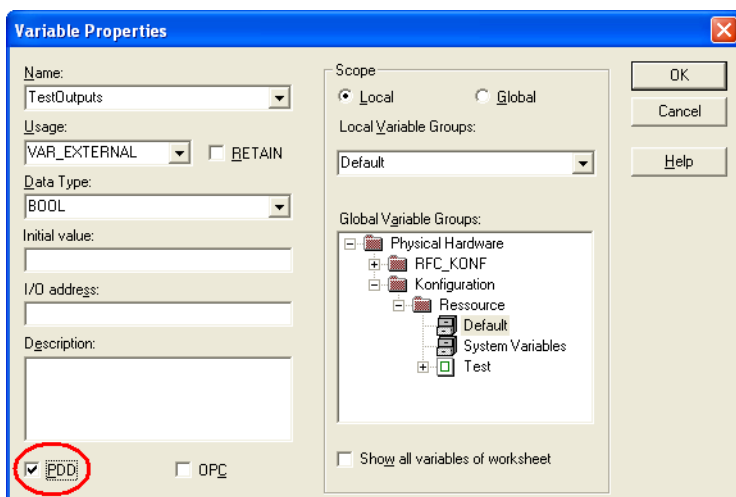 Variable Properties
Name:
TestOutputs
Usage:
VAR_EXTERNAL
RETAIN
Data Type:
BOOL
Initial value:
I/O address:
Description:
PDD
OPC
Scope
Local
Global
Local Variable Groups:
Default
Global Variable Groups:
Physical Hardware
RFC_KONF
Konfiguration
Ressource
Default
System Variables
Test
Show all variables of worksheet
OK
Cancel
Help